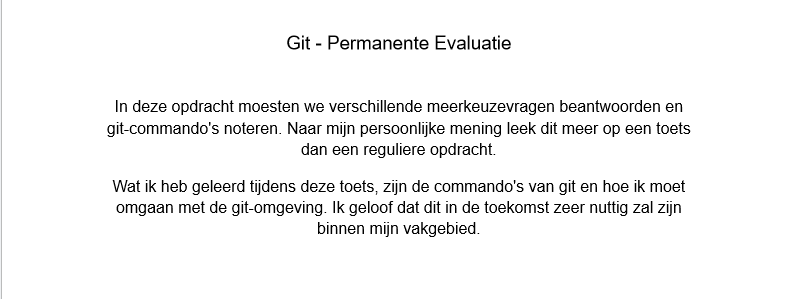 Git - Permanente Evaluatie
In deze opdracht moesten we verschillende meerkeuzevragen beantwoorden en
git-commando's noteren. Naar mijn persoonlijke mening leek dit meer op een toets
dan een reguliere opdracht.
Wat ik heb geleerd tijdens deze toets, zijn de commando's van git en hoe ik moet
omgaan met de git-omgeving. Ik geloof dat dit in de toekomst zeer nuttig zal zijn
binnen mijn vakgebied.